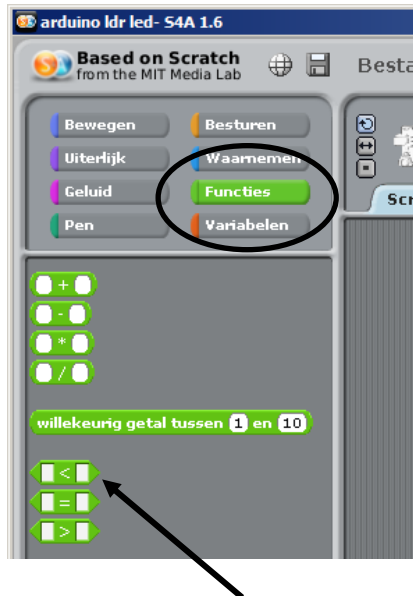 arduino ldr led- S4A 1.6
Based on Scratch
from the MIT Media Lab
Besta
Bewegen
Besturen
Uiterlijk
Waarnemen
Geluid
Functies
Pen
Variabelen
Scr
+
-
*
/
willekeurig getal tussen 1 en 10
<
=
>